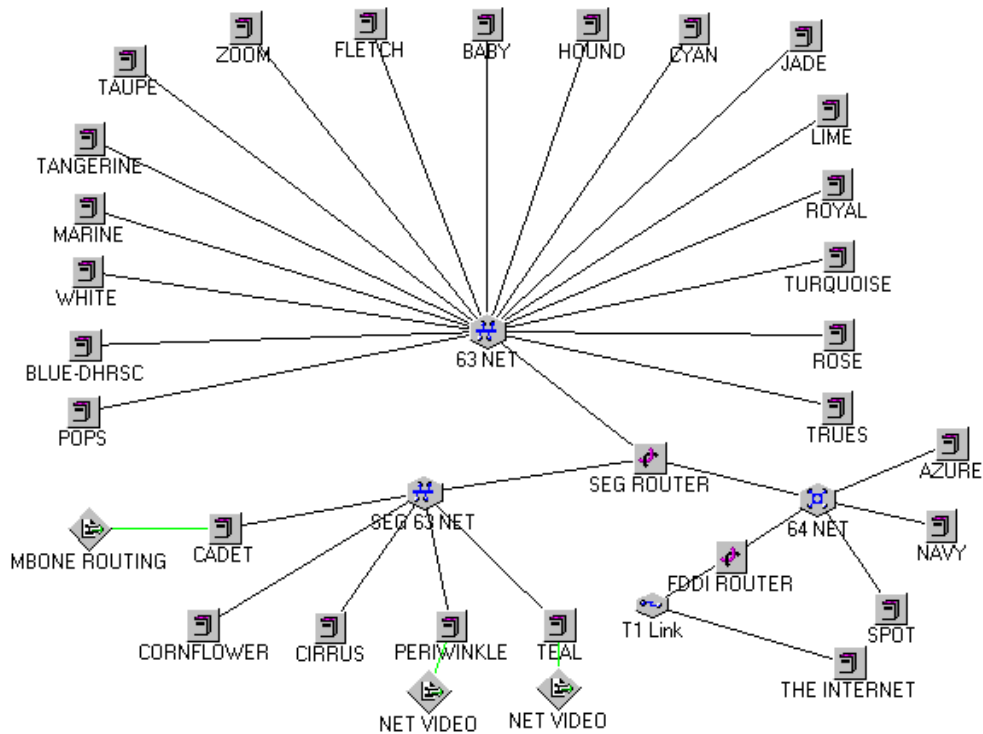 ZOOM
FLETCH
BABY
HOUND
CYAN
JADE
TAUPE
LIME
TANGERINE
ROYAL
MARINE
TURQUOISE
WHITE
63 NET
ROSE
BLUE-DHRSC
POPS
TRUES
AZURE
SEG ROUTER
SEG 63 NET
64 NET
MBONE ROUTING
CADET
NAVY
FDDI ROUTER
T1 Link
SPOT
CORNFLOWER
CIRRUS
PERIWINKLE
TEAL
THE INTERNET
NET VIDEO
NET VIDEO